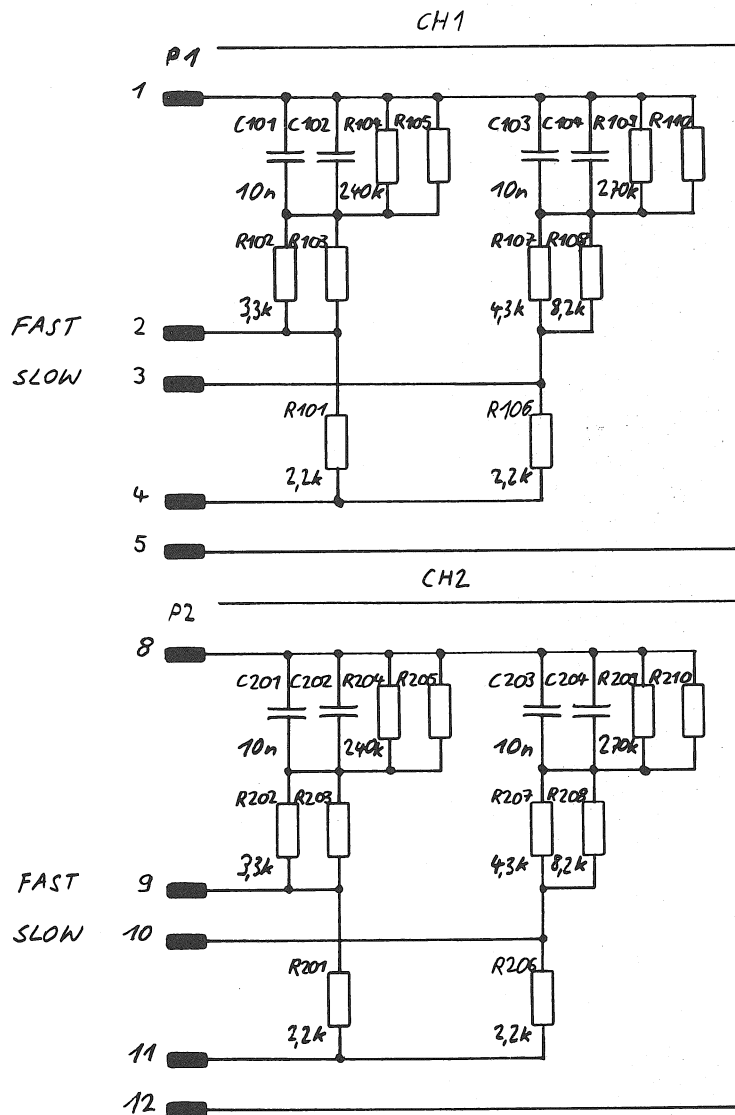 CH1
P1
1
C101 C102 R104 R105 C103 C104 R109 R110
10n 240k 10n 270k
R102 R103 R107 R108
3,3k 4,3k 8,2k
FAST 2
SLOW 3
R101 R106
2,2k 2,2k
4
5
CH2
P2
8
C201 C202 R204 R205 C203 C204 R209 R210
10n 240k 10n 270k
R202 R203 R207 R208
3,3k 4,3k 8,2k
FAST 9
SLOW 10
R201 R206
2,2k 2,2k
11
12